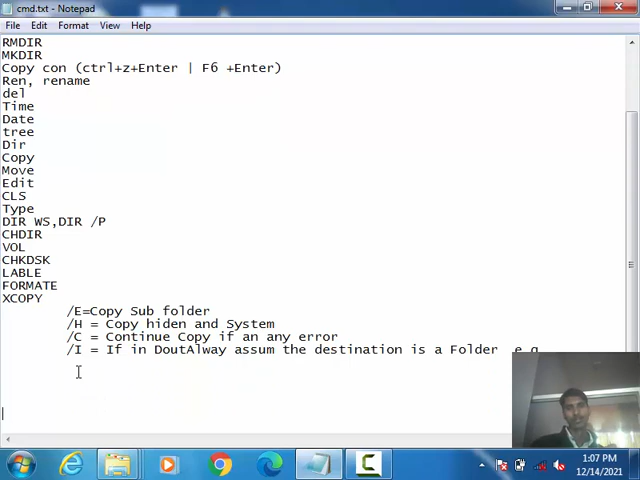 cmd.txt - Notepad
File Edit Format View Help
RMDIR
MKDIR
Copy con (ctrl+z+Enter | F6 +Enter)
Ren, rename
del
Time
Date
tree
Dir
Copy
Move
Edit
CLS
Type
DIR WS,DIR /P
CHDIR
VOL
CHKDSK
LABLE
FORMATE
XCOPY
/E=Copy Sub folder
/H = Copy hiden and System
/C = Continue Copy if an any error
/I = If in DoutAlway assum the destination is a Folder e.g
1:07 PM
12/14/2021